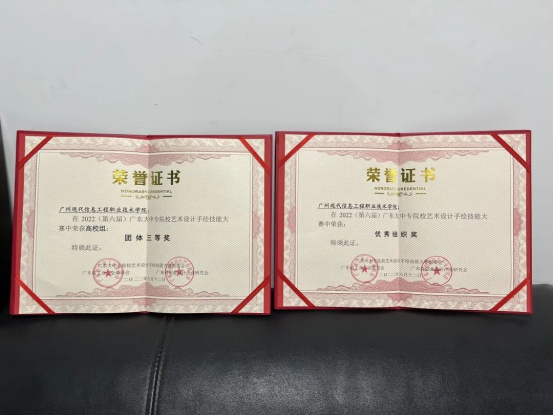 荣誉证书
HONORARY CREDENTIAL
广州现代信息工程职业技术学院:
在2022（第六届）广东大中专院校艺术设计手绘技能大
赛中荣获高校组:
团体三等奖
特颁此证。
荣誉证书
HONORARY CREDENTIAL
广州现代信息工程职业技术学院:
在2022（第六届）广东大中专院校艺术设计手绘技能大
赛中荣获:
优秀组织奖
特颁此证。